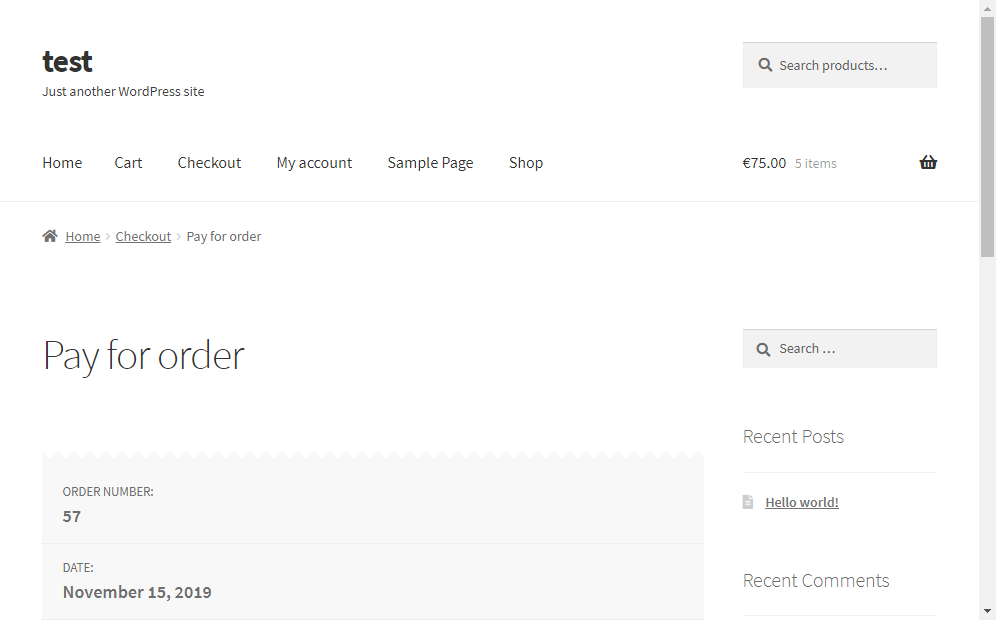 test
Just another WordPress site
Search products…
Home Cart Checkout My account Sample Page Shop
€75.00 5 items
Home › Checkout › Pay for order
Pay for order
Search …
Recent Posts
Hello world!
Recent Comments
ORDER NUMBER:
57
DATE:
November 15, 2019